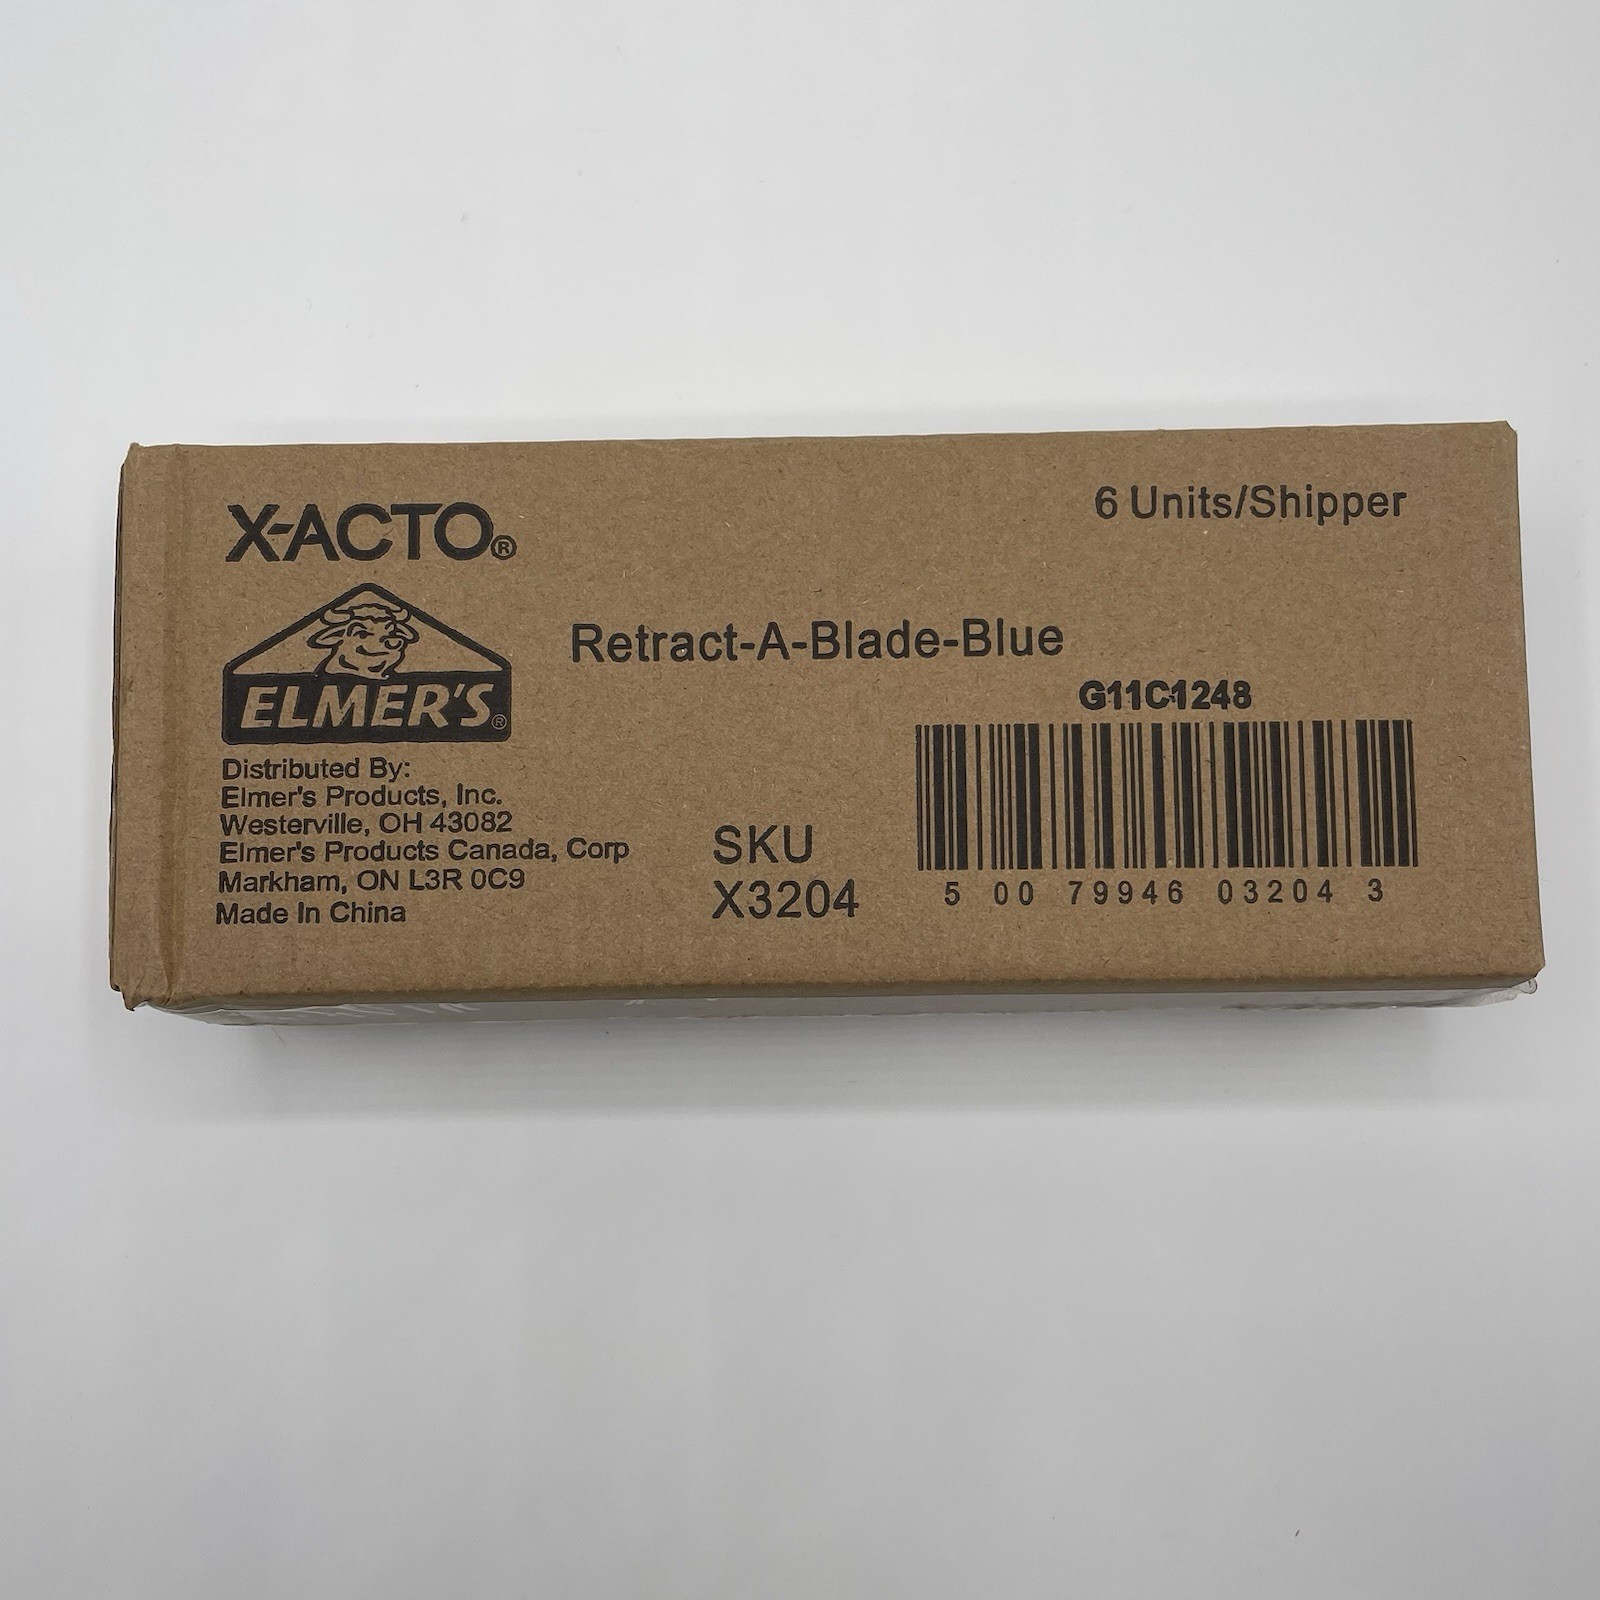 X-ACTO®
6 Units/Shipper
ELMER'S®
Retract-A-Blade-Blue
G11C1248
Distributed By:
Elmer's Products, Inc.
Westerville, OH 43082
Elmer's Products Canada, Corp
Markham, ON L3R 0C9
Made In China
SKU
X3204
5 00 79946 03204 3